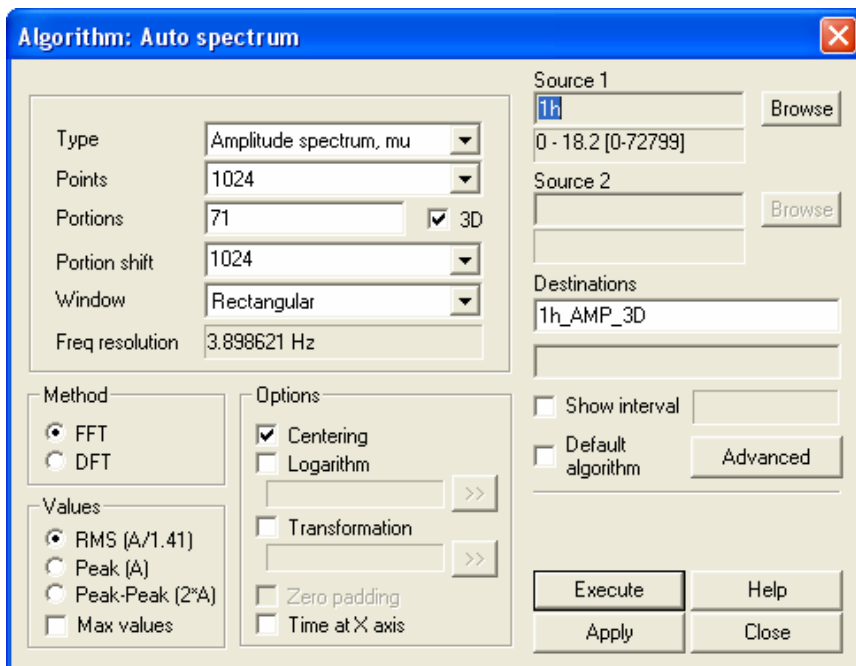 Algorithm: Auto spectrum
Type
Amplitude spectrum, mu
Points
1024
Portions
71
3D
Portion shift
1024
Window
Rectangular
Freq resolution
3.898621 Hz
Method
FFT
DFT
Values
RMS (A/1.41)
Peak (A)
Peak-Peak (2*A)
Max values
Options
Centering
Logarithm
>>
Transformation
>>
Zero padding
Time at X axis
Source 1
1h
Browse
0 - 18.2 [0-72799]
Source 2
Browse
Destinations
1h_AMP_3D
Show interval
Default
algorithm
Advanced
Execute
Help
Apply
Close